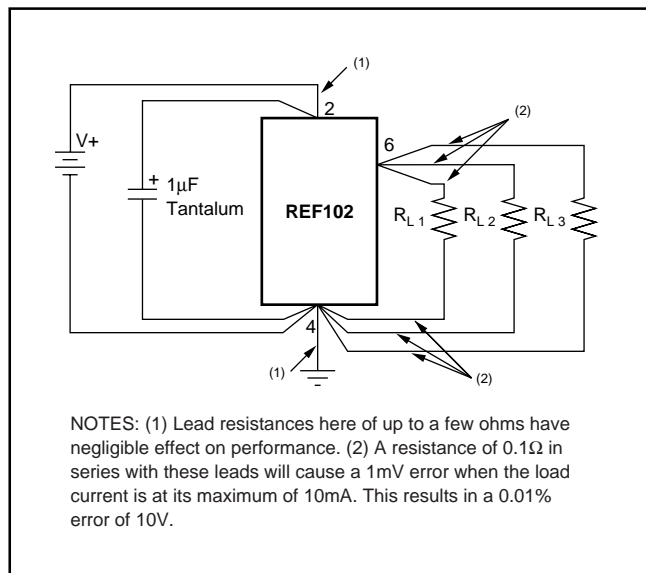 (1)
2
(2)
V+
6
+ 1µF
Tantalum
REF102
R_L 1
R_L 2
R_L 3
4
(1)
(2)
NOTES: (1) Lead resistances here of up to a few ohms have
negligible effect on performance. (2) A resistance of 0.1Ω in
series with these leads will cause a 1mV error when the load
current is at its maximum of 10mA. This results in a 0.01%
error of 10V.